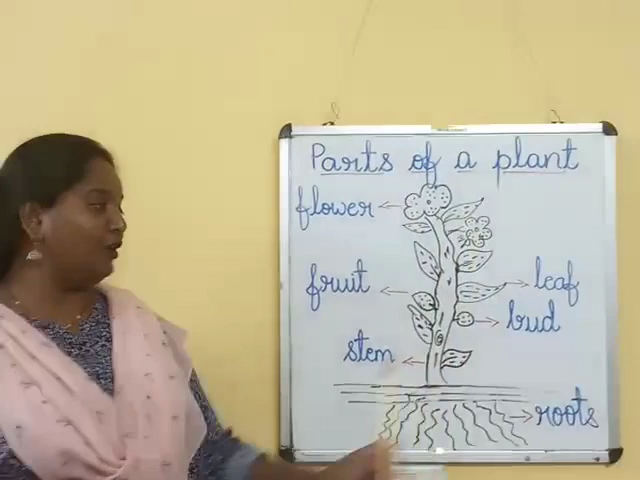 Parts of a plant
flower
fruit
leaf
bud
stem
roots